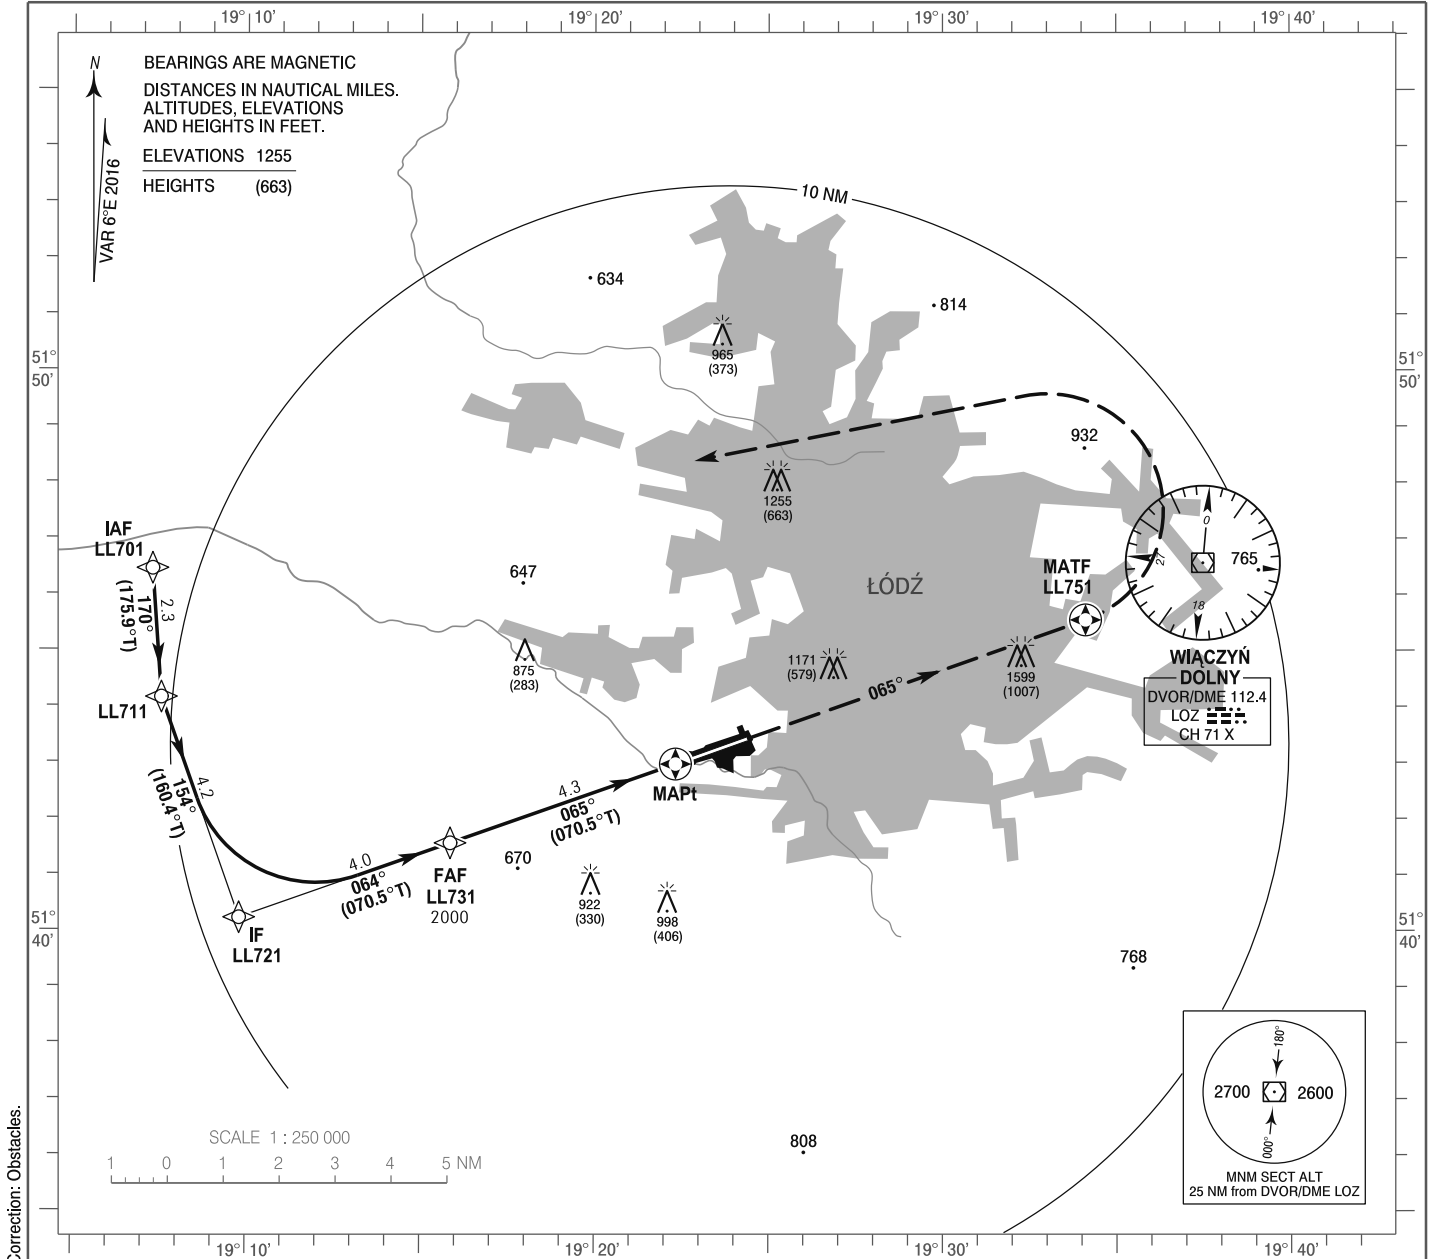 19° 10' 19° 20' 19° 30' 19° 40'
N
BEARINGS ARE MAGNETIC
DISTANCES IN NAUTICAL MILES.
ALTITUDES, ELEVATIONS
AND HEIGHTS IN FEET.
ELEVATIONS 1255
HEIGHTS (663)
VAR 6°E 2016
10 NM
634
814
965
(373)
51°
50'
51°
50'
932
1255
(663)
IAF
LL701
2.3
170°
(175.9°T)
647
ŁÓDŹ
MATF
LL751
0
27
18
765
875
(283)
1171
(579)
1599
(1007)
065°
WIĄCZYŃ
DOLNY
DVOR/DME 112.4
LOZ
CH 71 X
LL711
4.2
154°
(160.4°T)
MAPt
4.3
065°
(070.5°T)
4.0
064°
(070.5°T)
FAF
LL731
2000
670
922
(330)
998
(406)
51°
40'
51°
40'
IF
LL721
768
180°
2700 2600
000°
MNM SECT ALT
25 NM from DVOR/DME LOZ
808
SCALE 1 : 250 000
1 0 1 2 3 4 5 NM
Correction: Obstacles.
19° 10' 19° 20' 19° 30' 19° 40'